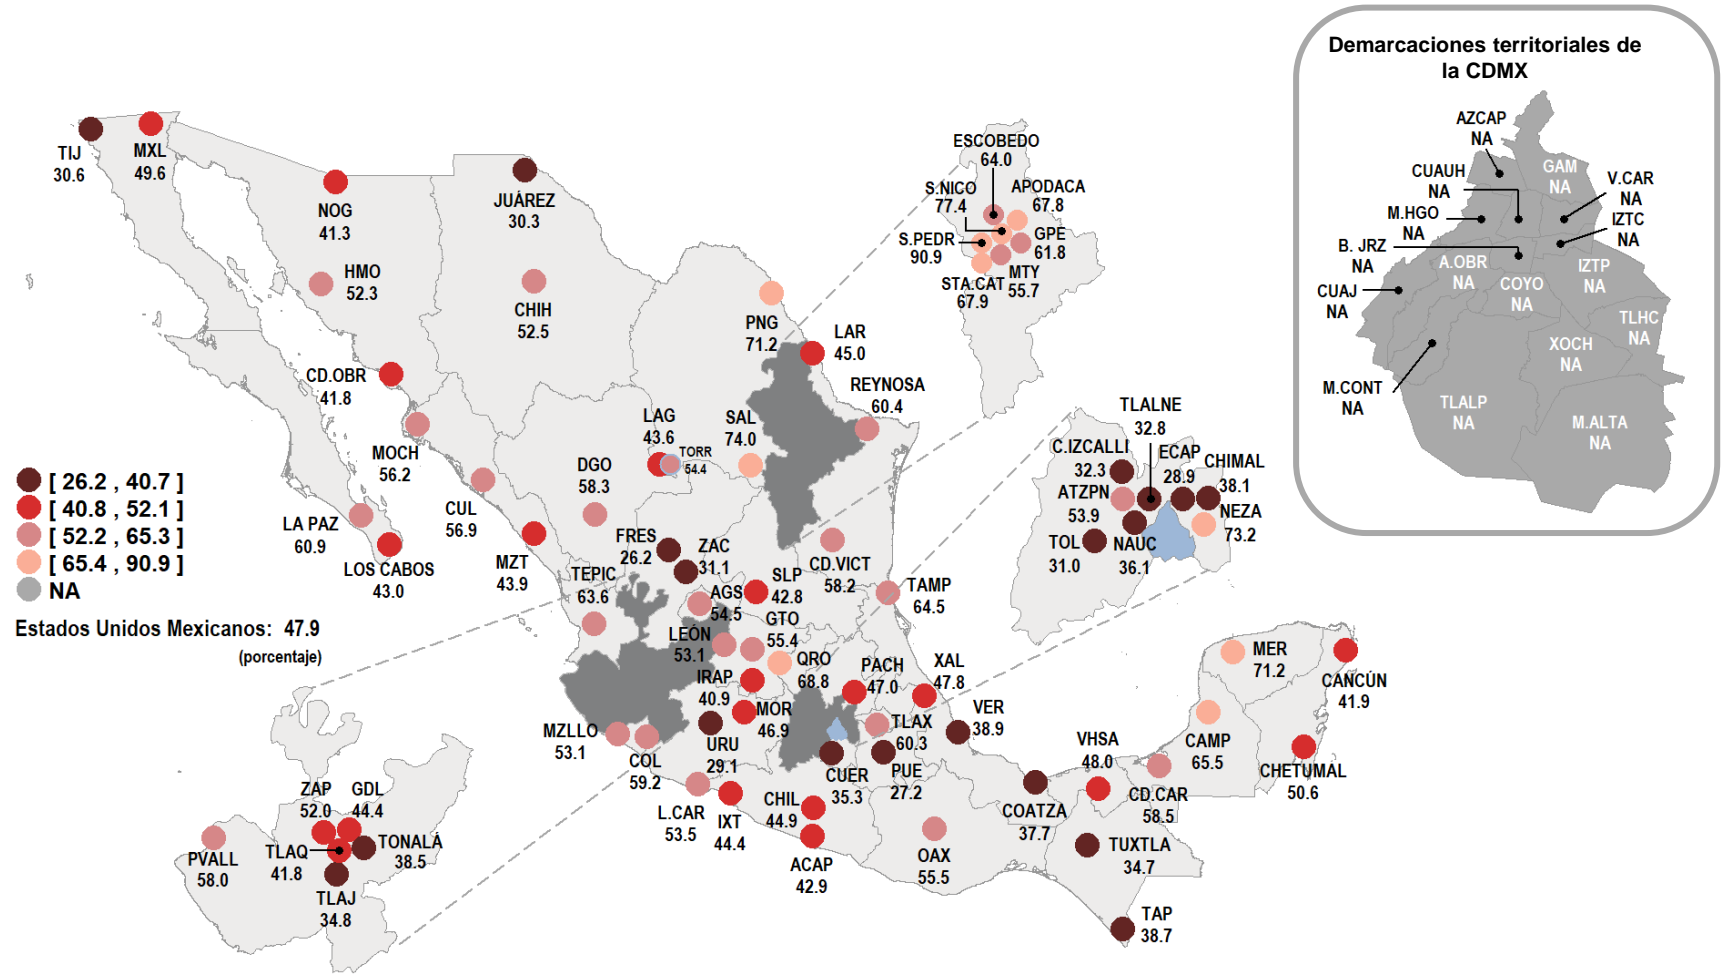 Demarcaciones territoriales de
la CDMX
AZCAP
NA
GAM
NA
CUAUH
NA
V.CAR
NA
M.HGO
NA
IZTC
NA
B. JRZ
NA
A.OBR
NA
IZTP
NA
COYO
NA
CUAJ
NA
TLHC
NA
XOCH
NA
M.CONT
NA
TLALP
NA
M.ALTA
NA
TIJ
30.6
MXL
49.6
NOG
41.3
JUÁREZ
30.3
HMO
52.3
CHIH
52.5
CD.OBR
41.8
MOCH
56.2
CUL
56.9
LA PAZ
60.9
LOS CABOS
43.0
MZT
43.9
DGO
58.3
LAG
43.6
TORR
54.4
SAL
74.0
PNG
71.2
LAR
45.0
REYNOSA
60.4
ESCOBEDO
64.0
S.NICO
77.4
APODACA
67.8
S.PEDR
90.9
GPE
61.8
STA.CAT
67.9
MTY
55.7
FRES
26.2
ZAC
31.1
TEPIC
63.6
AGS
54.5
SLP
42.8
CD.VICT
58.2
TAMP
64.5
LEÓN
53.1
GTO
55.4
IRAP
40.9
QRO
68.8
PACH
47.0
XAL
47.8
MOR
46.9
VER
38.9
TLAX
60.3
MZLLO
53.1
COL
59.2
URU
29.1
CUER
35.3
PUE
27.2
L.CAR
53.5
IXT
44.4
CHIL
44.9
ACAP
42.9
OAX
55.5
COATZA
37.7
VHSA
48.0
CD.CAR
58.5
CAMP
65.5
MER
71.2
CANCÚN
41.9
CHETUMAL
50.6
TUXTLA
34.7
TAP
38.7
TLALNE
32.8
C.IZCALLI
32.3
ECAP
28.9
CHIMAL
38.1
ATZPN
53.9
NEZA
73.2
TOL
31.0
NAUC
36.1
ZAP
52.0
GDL
44.4
PVALL
58.0
TLAQ
41.8
TONALÁ
38.5
TLAJ
34.8
[ 26.2 , 40.7 ]
[ 40.8 , 52.1 ]
[ 52.2 , 65.3 ]
[ 65.4 , 90.9 ]
NA
Estados Unidos Mexicanos: 47.9
(porcentaje)